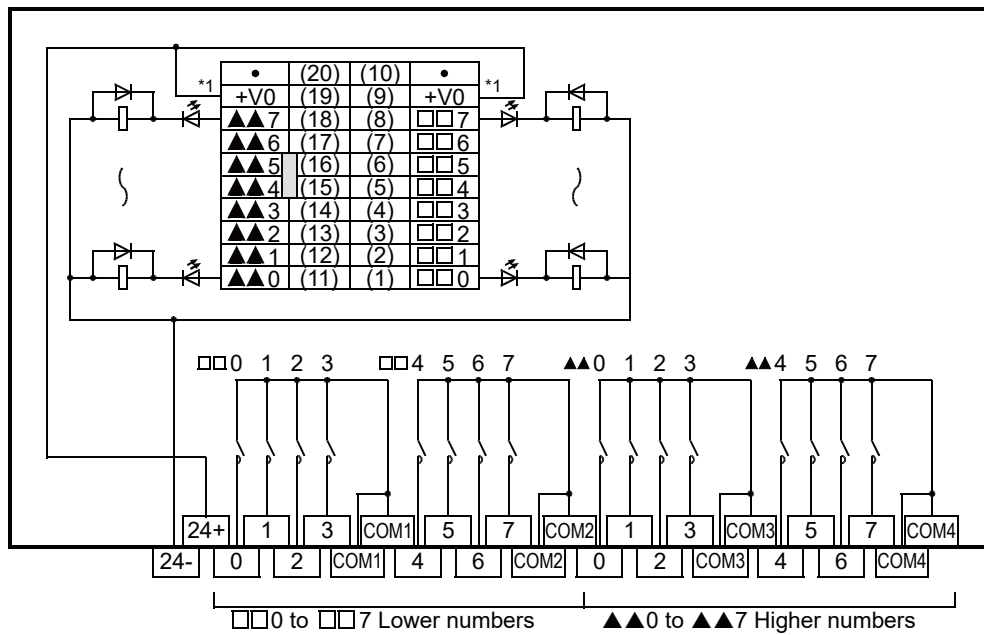 • (20) (10) •
*1 +V0 (19) (9) +V0 *1
▲▲7 (18) (8) □□7
▲▲6 (17) (7) □□6
▲▲5 (16) (6) □□5
▲▲4 (15) (5) □□4
▲▲3 (14) (4) □□3
▲▲2 (13) (3) □□2
▲▲1 (12) (2) □□1
▲▲0 (11) (1) □□0
□□0 1 2 3 □□4 5 6 7 ▲▲0 1 2 3 ▲▲4 5 6 7
24+ 1 3 COM1 5 7 COM2 1 3 COM3 5 7 COM4
24- 0 2 COM1 4 6 COM2 0 2 COM3 4 6 COM4
□□0 to □□7 Lower numbers ▲▲0 to ▲▲7 Higher numbers